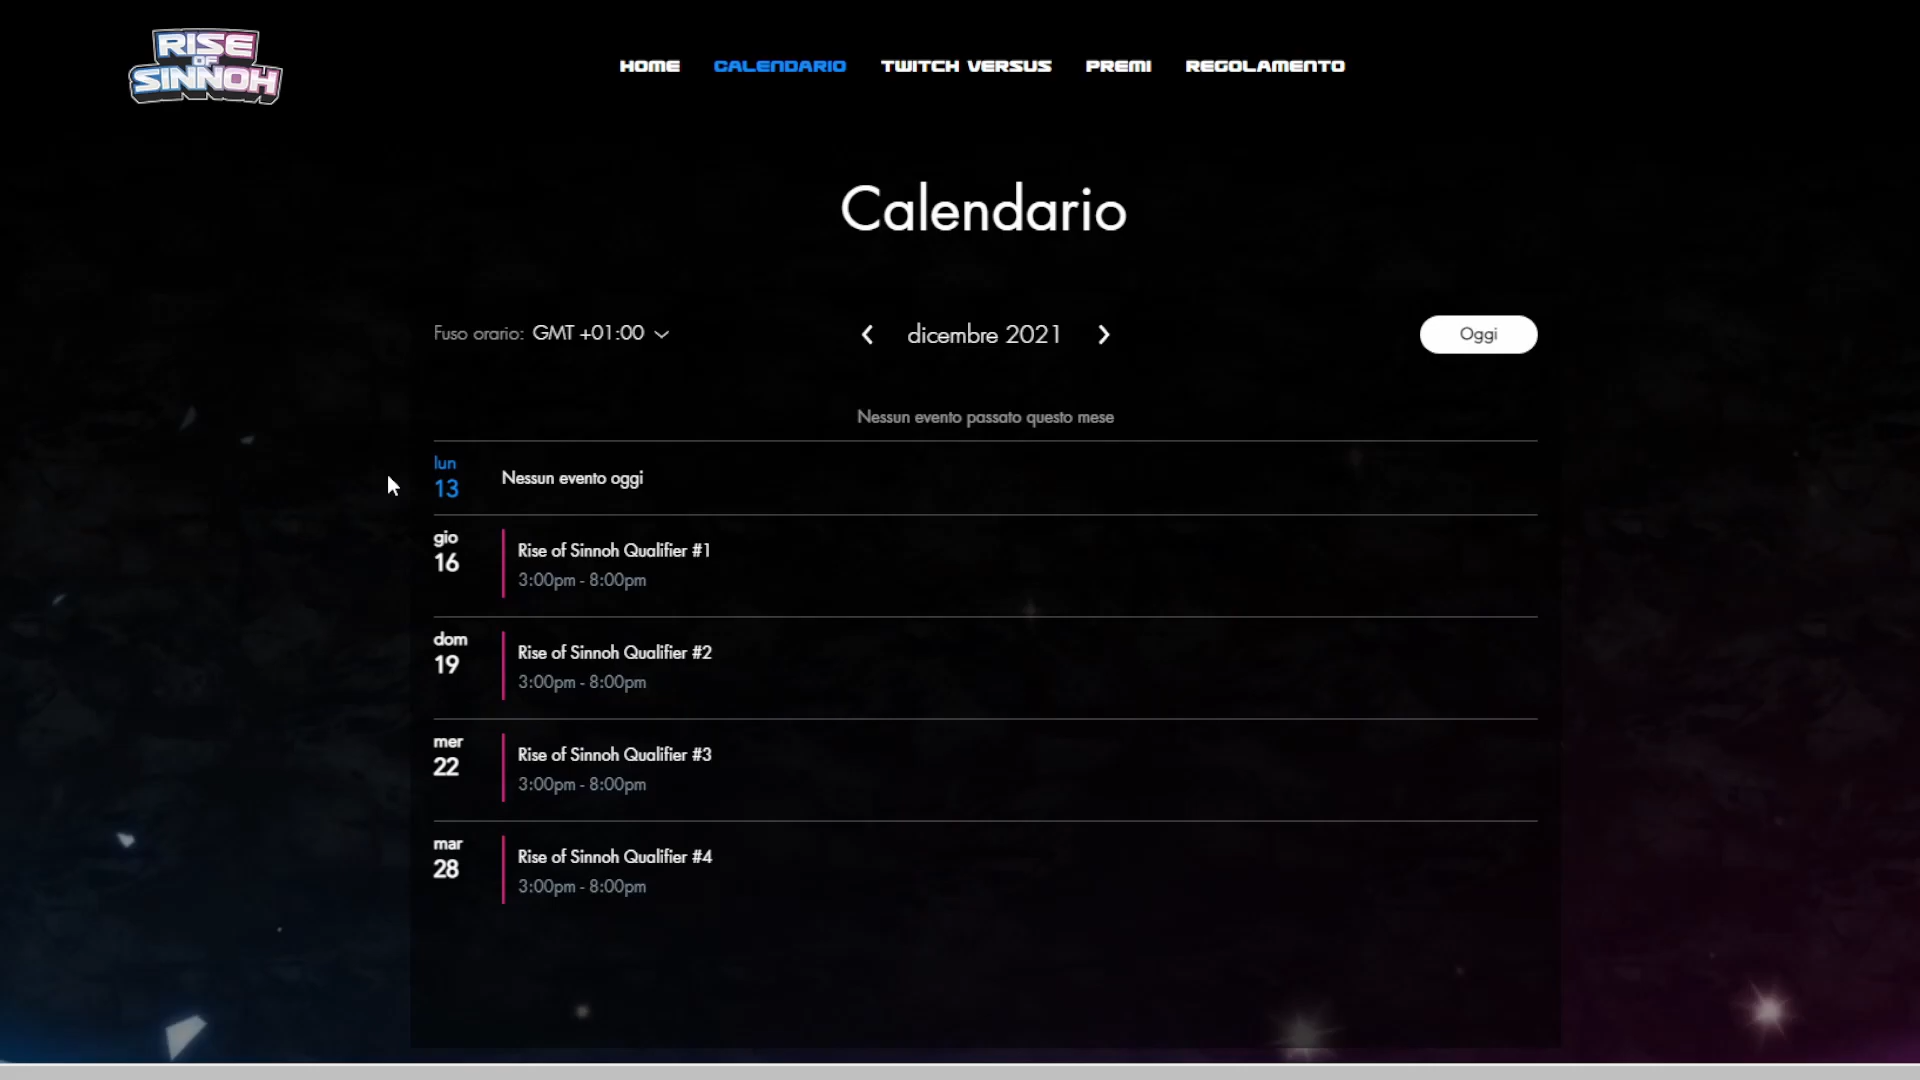 RISE
OF
SINNOH
HOME CALENDARIO TWITCH VERSUS PREMI REGOLAMENTO
Calendario
Fuso orario: GMT +01:00
dicembre 2021
Oggi
Nessun evento passato questo mese
lun
13
Nessun evento oggi
gio
16
Rise of Sinnoh Qualifier #1
3:00pm - 8:00pm
dom
19
Rise of Sinnoh Qualifier #2
3:00pm - 8:00pm
mer
22
Rise of Sinnoh Qualifier #3
3:00pm - 8:00pm
mar
28
Rise of Sinnoh Qualifier #4
3:00pm - 8:00pm